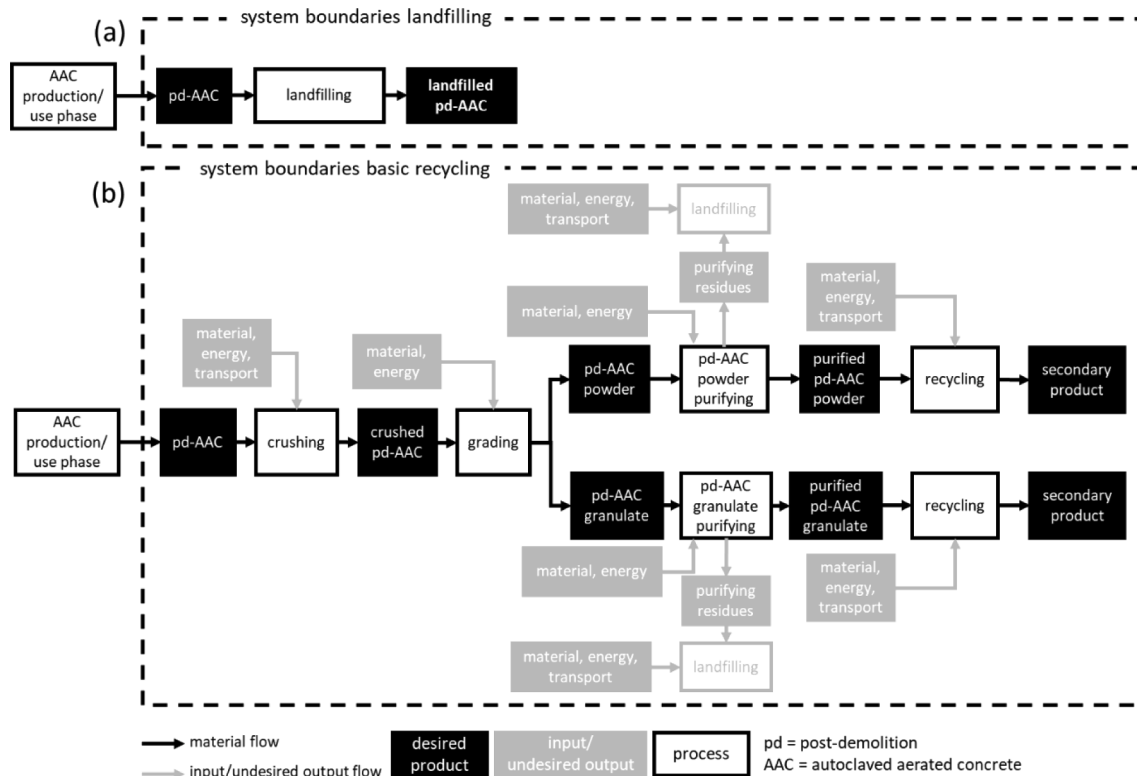 system boundaries landfilling
(a)
AAC
production/
use phase
pd-AAC
landfilling
landfilled
pd-AAC
system boundaries basic recycling
(b)
material, energy,
transport
landfilling
purifying
residues
material, energy
material,
energy,
transport
material,
energy,
transport
material,
energy
pd-AAC
powder
pd-AAC
powder
purifying
purified
pd-AAC
powder
recycling
secondary
product
AAC
production/
use phase
pd-AAC
crushing
crushed
pd-AAC
grading
pd-AAC
granulate
pd-AAC
granulate
purifying
purified
pd-AAC
granulate
recycling
secondary
product
material, energy
purifying
residues
material,
energy,
transport
material, energy,
transport
landfilling
material flow
input/undesired output flow
desired
product
input/
undesired output
process
pd = post-demolition
AAC = autoclaved aerated concrete